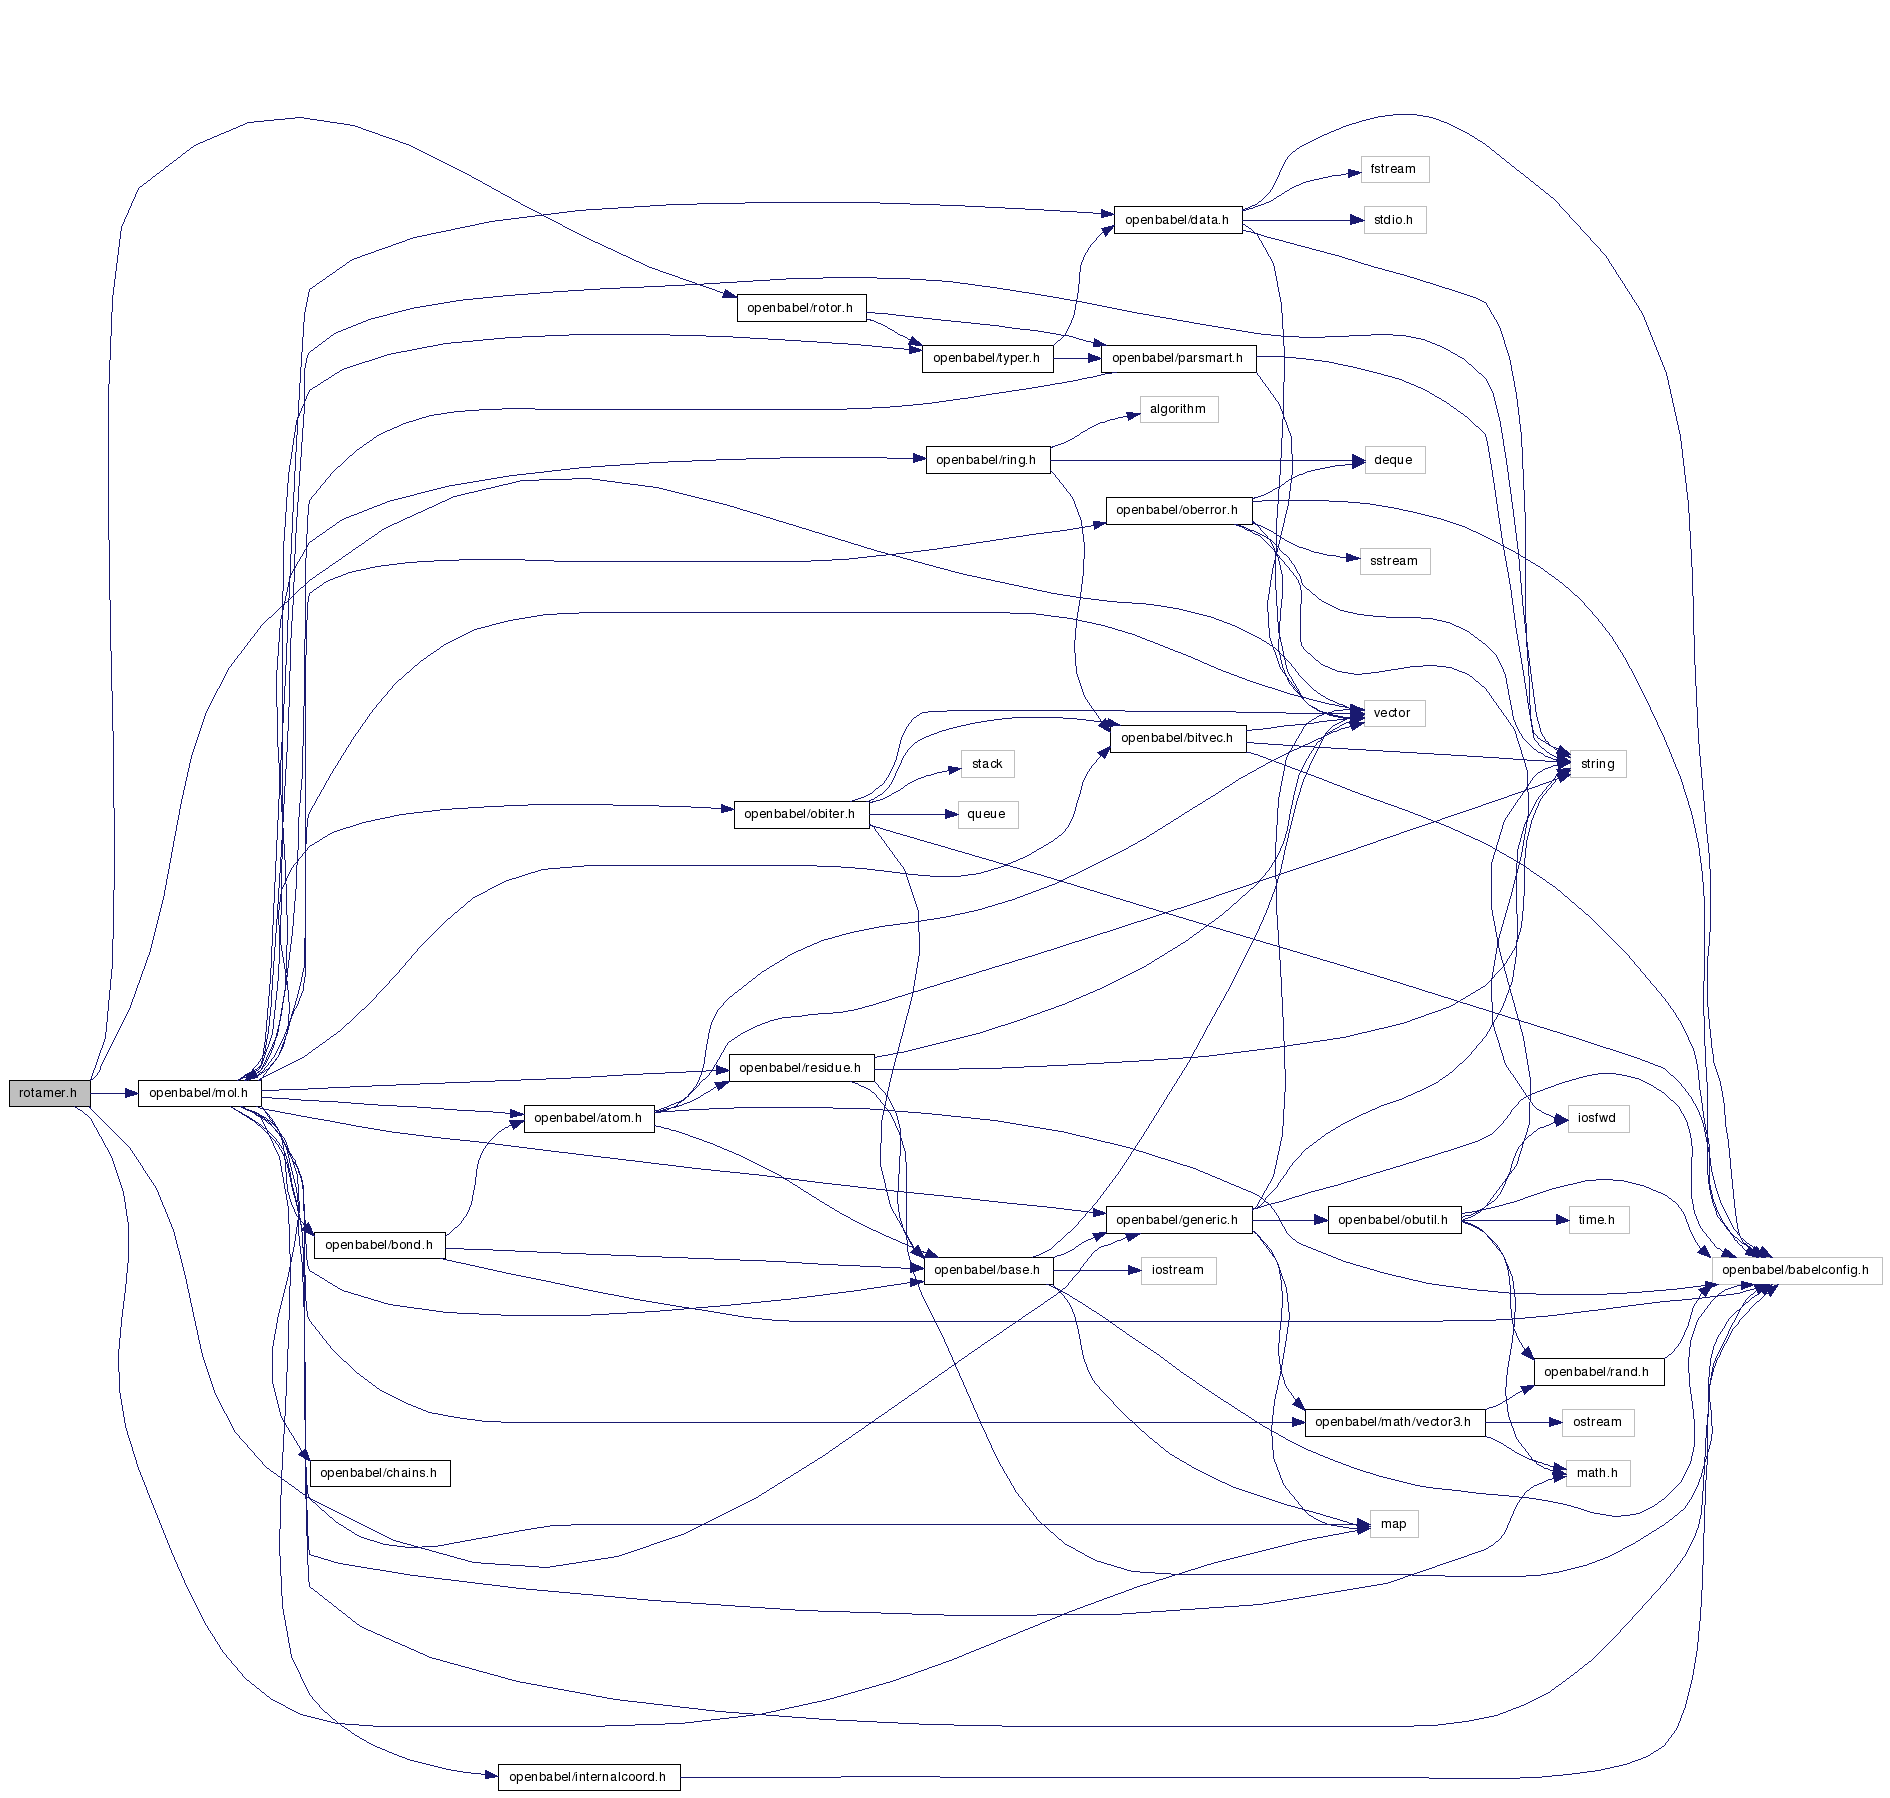 fstream
openbabel/data.h
stdio.h
openbabel/rotor.h
openbabel/typer.h
openbabel/parsmart.h
algorithm
openbabel/ring.h
deque
openbabel/oberror.h
sstream
vector
openbabel/bitvec.h
stack
string
openbabel/obiter.h
queue
openbabel/residue.h
rotamer.h
openbabel/mol.h
openbabel/atom.h
iosfwd
openbabel/generic.h
openbabel/obutil.h
time.h
openbabel/bond.h
openbabel/base.h
iostream
openbabel/babelconfig.h
openbabel/rand.h
openbabel/math/vector3.h
ostream
openbabel/chains.h
math.h
map
openbabel/internalcoord.h